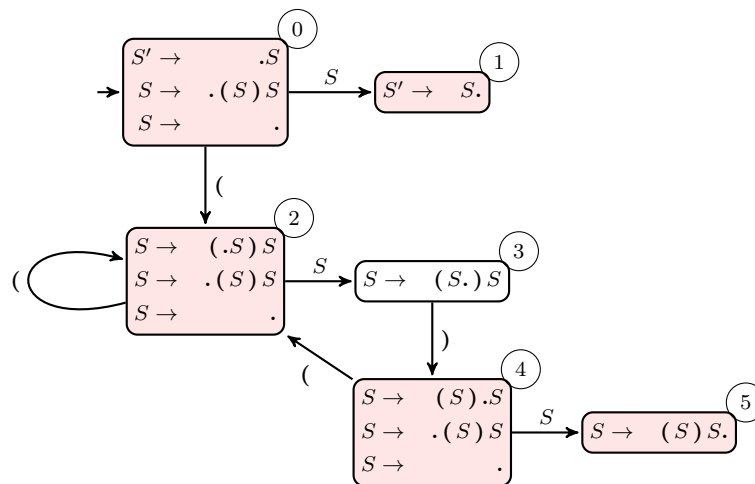 0
S′ → .S
S → .(S)S
S → .
S
1
S′ → S.
(
2
S → (.S)S
S → .(S)S
S → .
(
S
3
S → (S.)S
)
(
4
S → (S).S
S → .(S)S
S → .
S
5
S → (S)S.